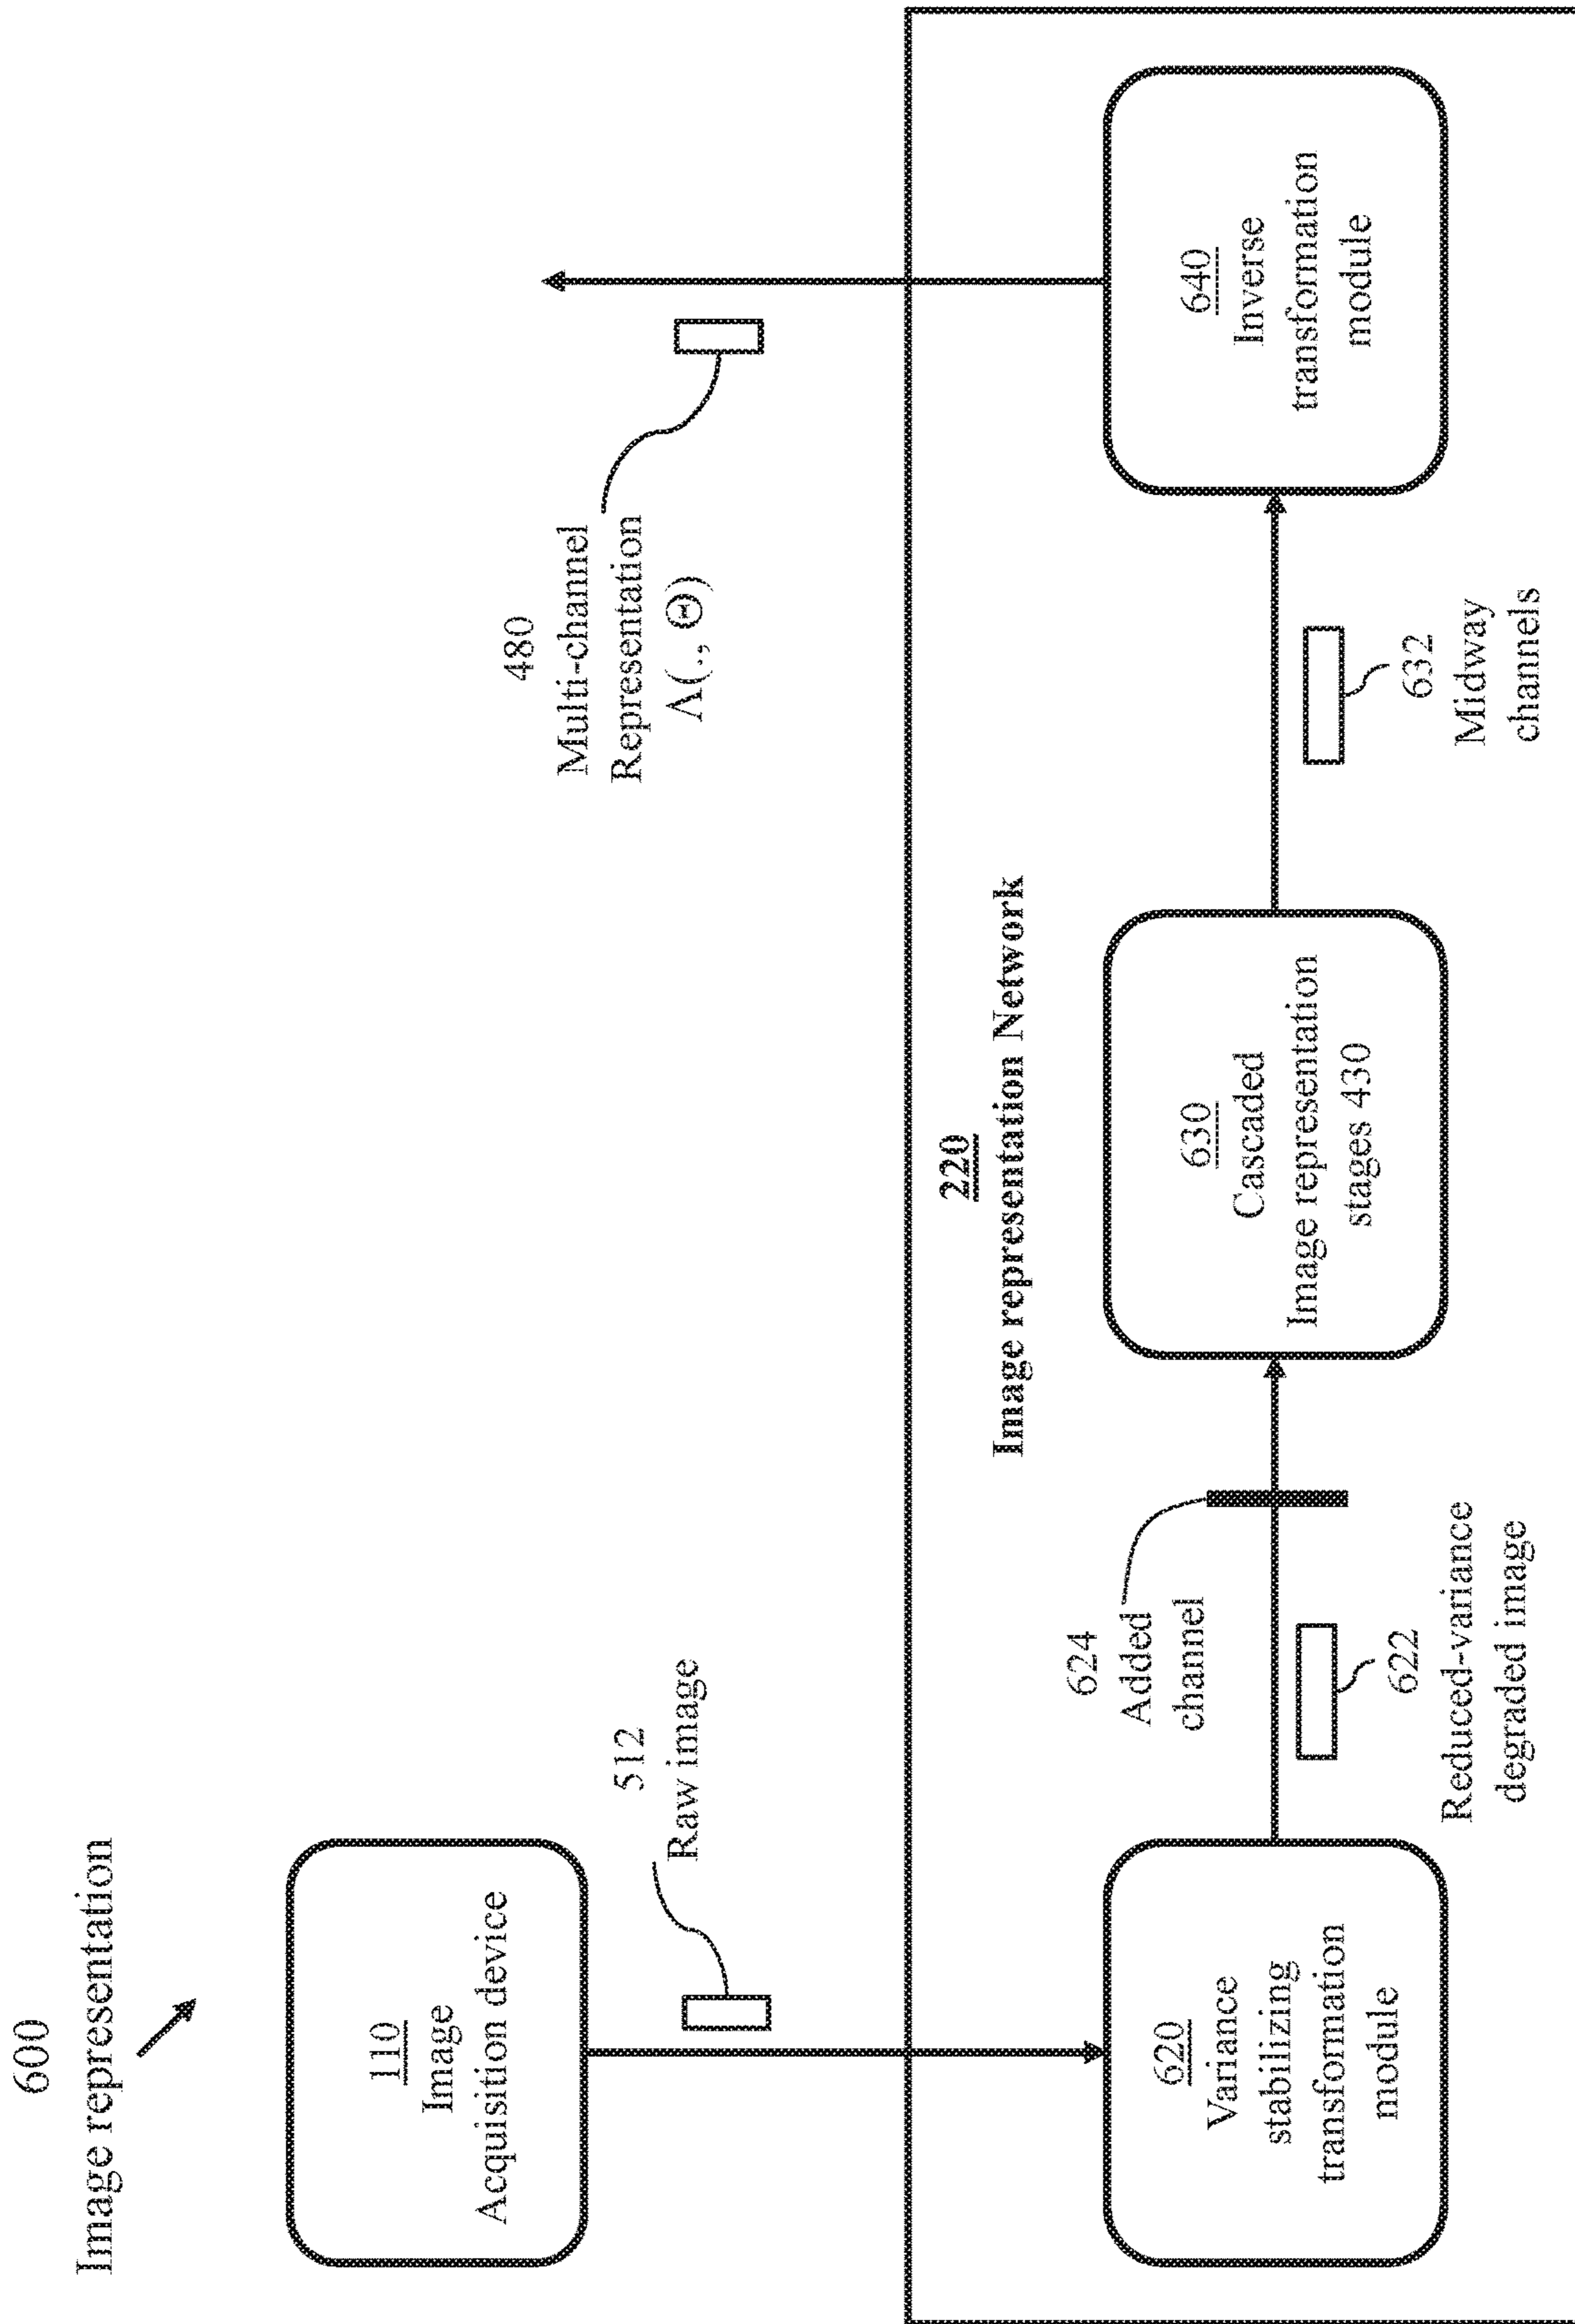 600
Image representation
110
Image
Acquisition device
512
Raw image
480
Multi-channel
Representation
Λ(., Θ)
220
Image representation Network
620
Variance
stabilizing
transformation
module
624
Added
channel
622
Reduced-variance
degraded image
630
Cascaded
Image representation
stages 430
632
Midway
channels
640
Inverse
transformation
module